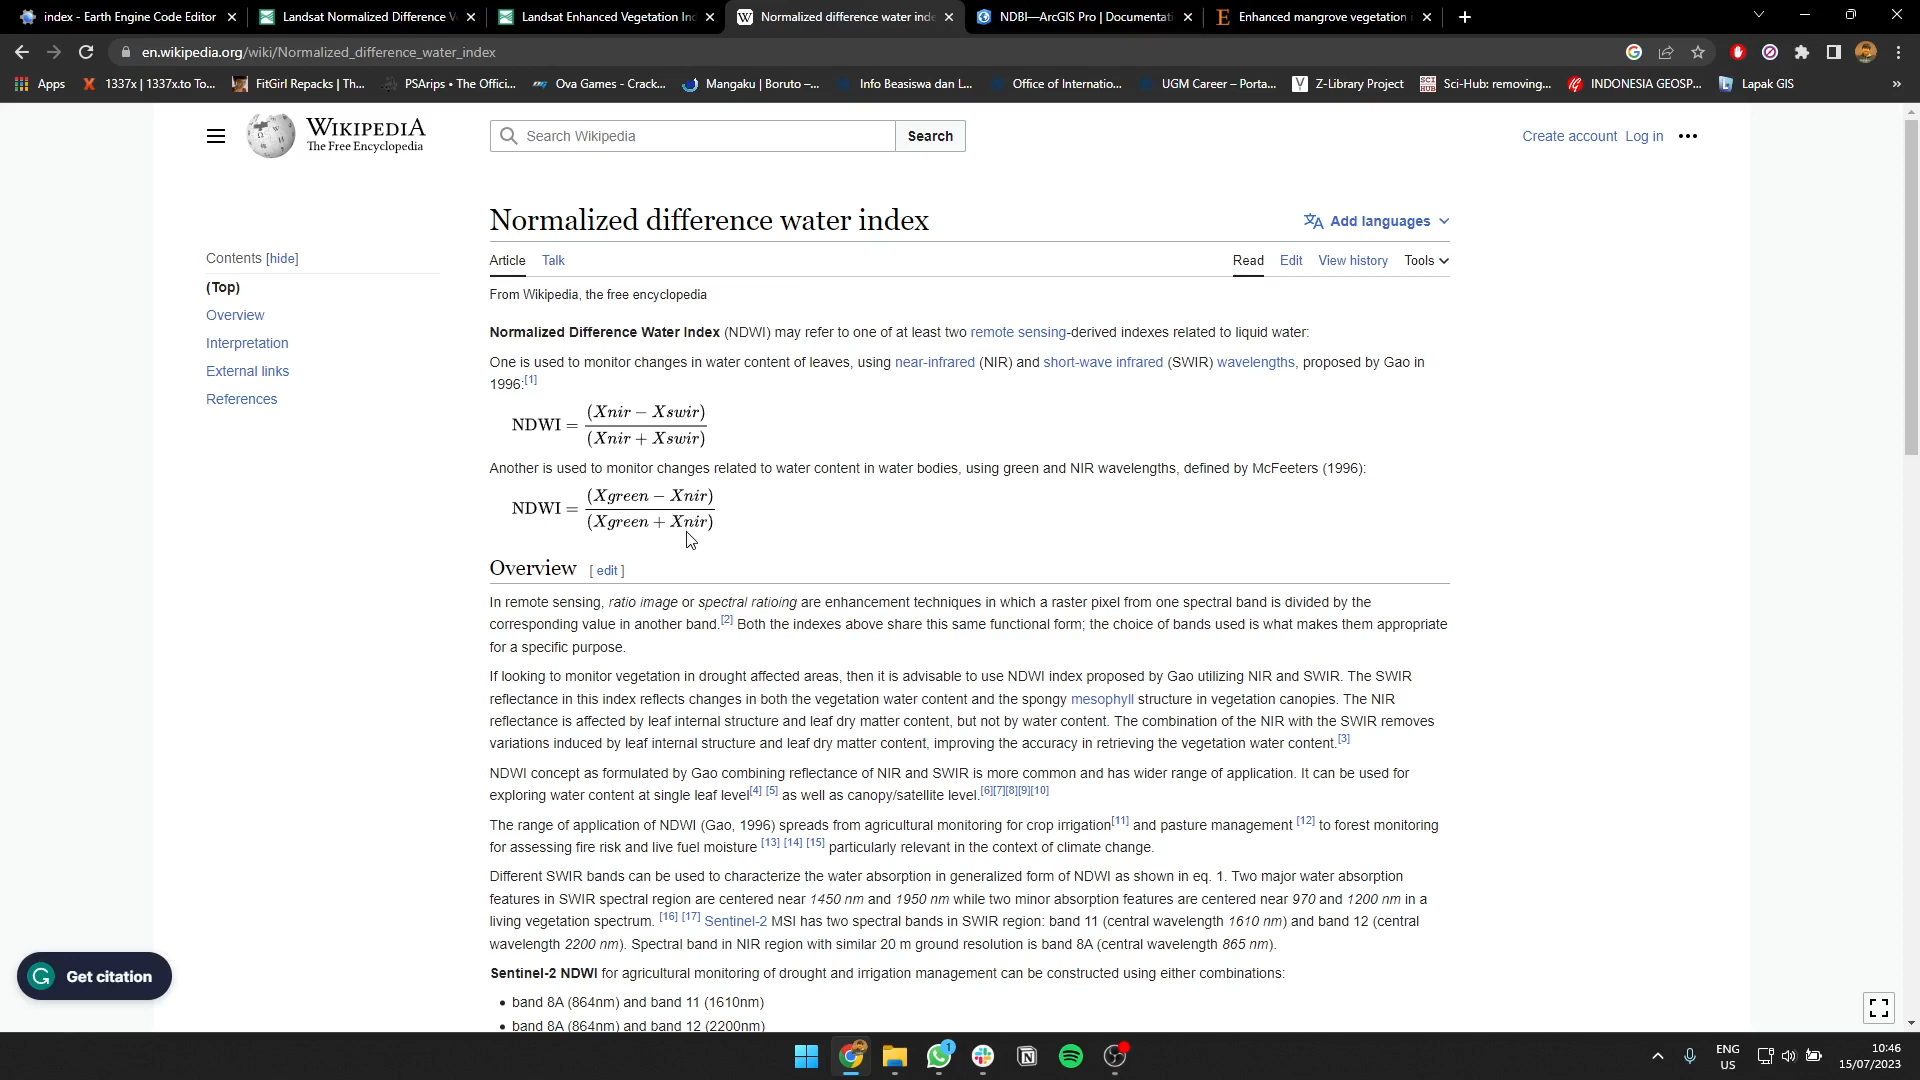 index - Earth Engine Code Editor
Landsat Normalized Difference V
Landsat Enhanced Vegetation Inc
Normalized difference water inde
NDBI—ArcGIS Pro | Documentati
Enhanced mangrove vegetation i
en.wikipedia.org/wiki/Normalized_difference_water_index
Apps
1337x | 1337x.to To...
FitGirl Repacks | Th...
PSArips • The Offici...
Ova Games - Crack...
Mangaku | Boruto –...
Info Beasiswa dan L...
Office of Internatio...
UGM Career – Porta...
Z-Library Project
Sci-Hub: removing...
INDONESIA GEOSP...
Lapak GIS
WIKIPEDIA
The Free Encyclopedia
Search Wikipedia
Search
Create account Log in
Normalized difference water index
Add languages
Article Talk
Read Edit View history Tools
Contents [hide]
(Top)
Overview
Interpretation
External links
References
From Wikipedia, the free encyclopedia
Normalized Difference Water Index (NDWI) may refer to one of at least two remote sensing-derived indexes related to liquid water:
One is used to monitor changes in water content of leaves, using near-infrared (NIR) and short-wave infrared (SWIR) wavelengths, proposed by Gao in
1996:[1]
NDWI = (Xnir − Xswir)
(Xnir + Xswir)
Another is used to monitor changes related to water content in water bodies, using green and NIR wavelengths, defined by McFeeters (1996):
NDWI = (Xgreen − Xnir)
(Xgreen + Xnir)
Overview [ edit ]
In remote sensing, ratio image or spectral ratioing are enhancement techniques in which a raster pixel from one spectral band is divided by the
corresponding value in another band.[2] Both the indexes above share this same functional form; the choice of bands used is what makes them appropriate
for a specific purpose.
If looking to monitor vegetation in drought affected areas, then it is advisable to use NDWI index proposed by Gao utilizing NIR and SWIR. The SWIR
reflectance in this index reflects changes in both the vegetation water content and the spongy mesophyll structure in vegetation canopies. The NIR
reflectance is affected by leaf internal structure and leaf dry matter content, but not by water content. The combination of the NIR with the SWIR removes
variations induced by leaf internal structure and leaf dry matter content, improving the accuracy in retrieving the vegetation water content.[3]
NDWI concept as formulated by Gao combining reflectance of NIR and SWIR is more common and has wider range of application. It can be used for
exploring water content at single leaf level[4] [5] as well as canopy/satellite level.[6][7][8][9][10]
The range of application of NDWI (Gao, 1996) spreads from agricultural monitoring for crop irrigation[11] and pasture management [12] to forest monitoring
for assessing fire risk and live fuel moisture [13] [14] [15] particularly relevant in the context of climate change.
Different SWIR bands can be used to characterize the water absorption in generalized form of NDWI as shown in eq. 1. Two major water absorption
features in SWIR spectral region are centered near 1450 nm and 1950 nm while two minor absorption features are centered near 970 and 1200 nm in a
living vegetation spectrum. [16] [17] Sentinel-2 MSI has two spectral bands in SWIR region: band 11 (central wavelength 1610 nm) and band 12 (central
wavelength 2200 nm). Spectral band in NIR region with similar 20 m ground resolution is band 8A (central wavelength 865 nm).
Sentinel-2 NDWI for agricultural monitoring of drought and irrigation management can be constructed using either combinations:
• band 8A (864nm) and band 11 (1610nm)
• band 8A (864nm) and band 12 (2200nm)
Get citation
ENG
US
10:46
15/07/2023